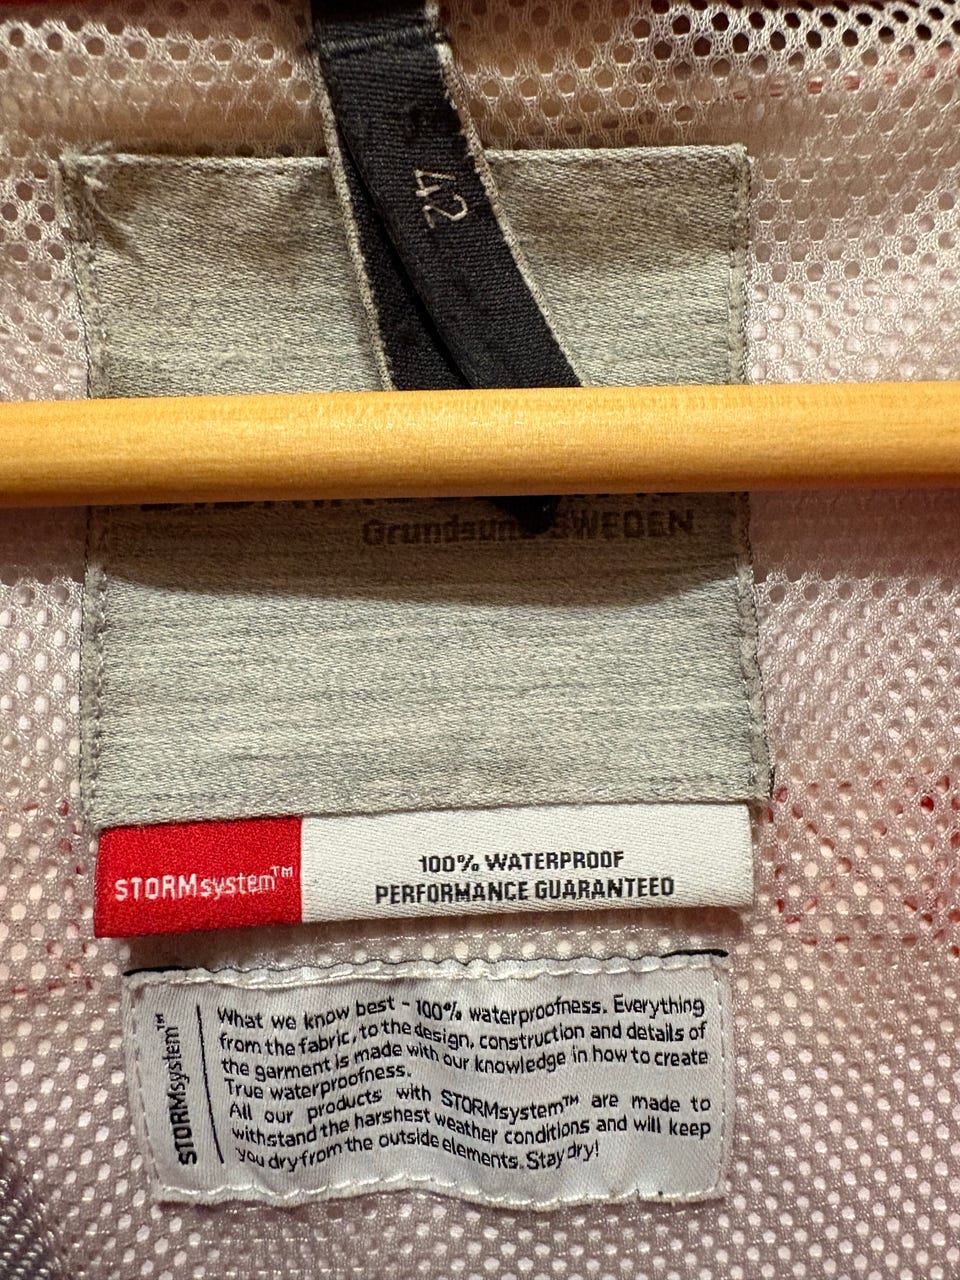 42
Grundsund SWEDEN
STORMsystem™
100% WATERPROOF
PERFORMANCE GUARANTEED
STORMsystem™
What we know best - 100% waterproofness. Everything
from the fabric, to the design, construction and details of
the garment is made with our knowledge in how to create
True waterproofness.
All our products with STORMsystem™ are made to
withstand the harshest weather conditions and will keep
you dry from the outside elements. Stay dry!